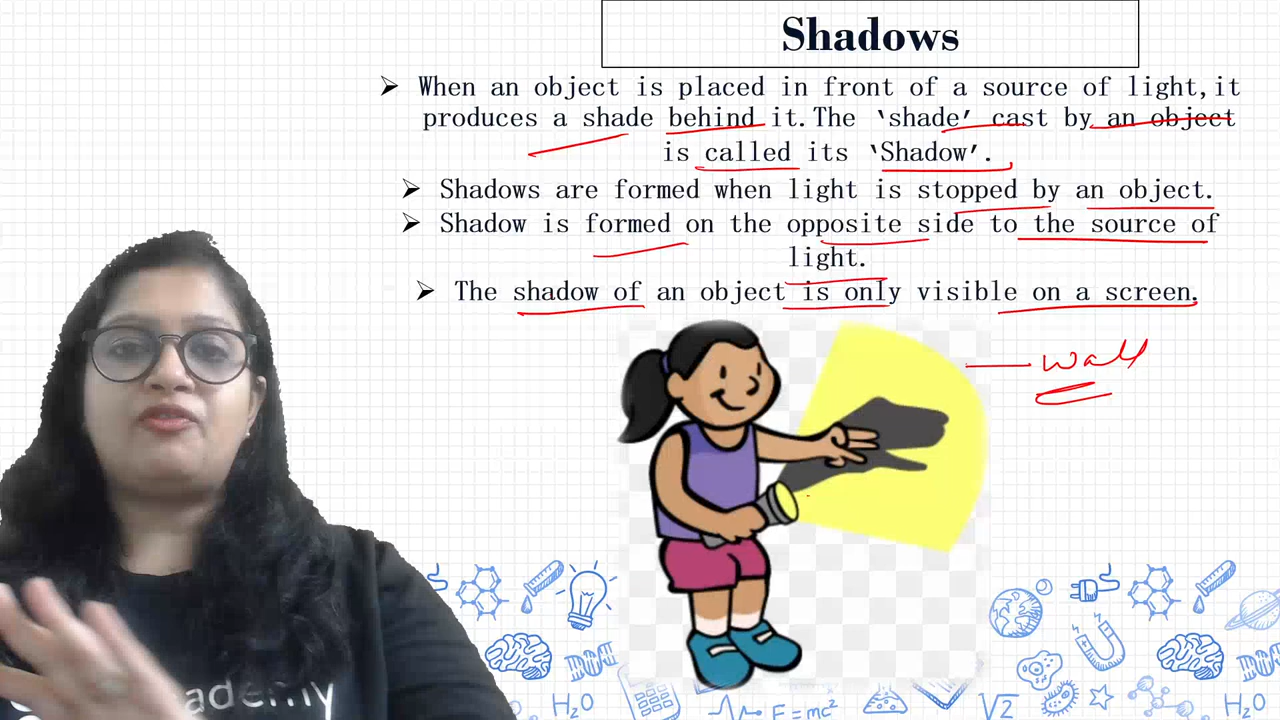 Shadows
➢ When an object is placed in front of a source of light,it
produces a shade behind it.The ‵shade′ cast by an object
is called its ‵Shadow′.
➢ Shadows are formed when light is stopped by an object.
➢ Shadow is formed on the opposite side to the source of
light.
➢ The shadow of an object is only visible on a screen.
wall
H₂O
F=mc²
√2
H₂O